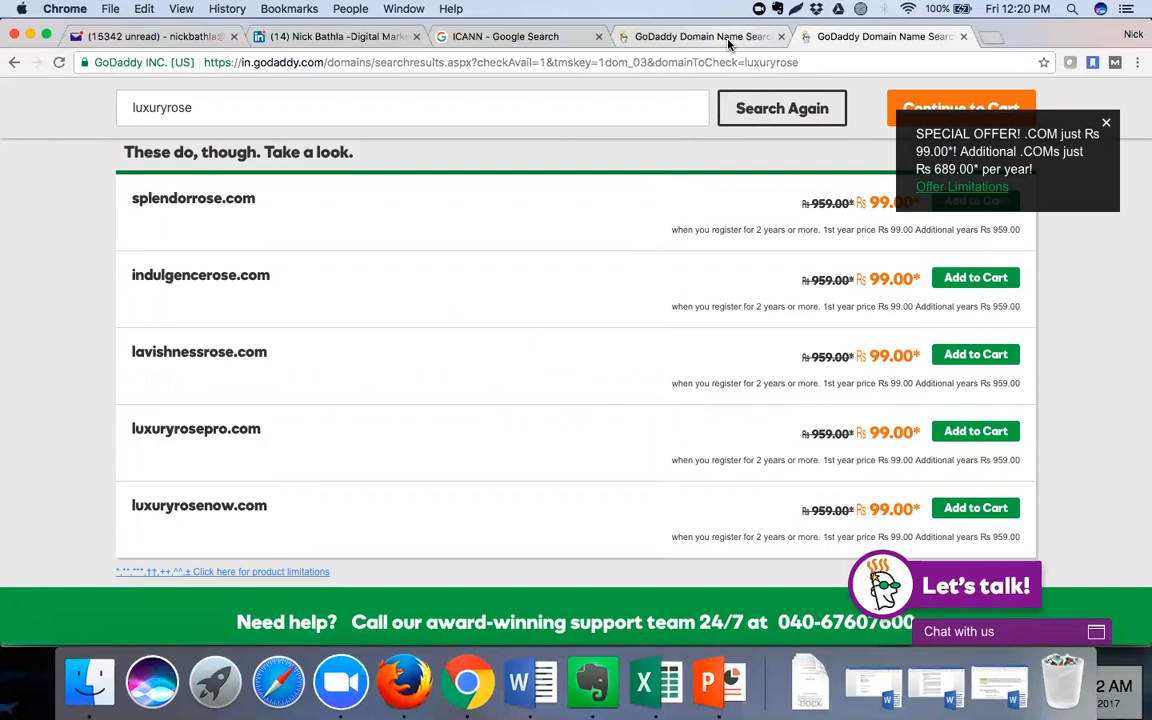 Chrome File Edit View History Bookmarks People Window Help 100% Fri 12:20 PM
(15342 unread) - nickbathla@ (14) Nick Bathla -Digital Marke ICANN - Google Search GoDaddy Domain Name Searc GoDaddy Domain Name Searc Nick
GoDaddy INC. [US] https://in.godaddy.com/domains/searchresults.aspx?checkAvail=1&tmskey=1dom_03&domainToCheck=luxuryrose
luxuryrose Search Again Continue to Cart
SPECIAL OFFER! .COM just Rs
99.00*! Additional .COMs just
Rs 689.00* per year!
Offer Limitations
These do, though. Take a look.
splendorrose.com Rs 959.00* Rs 99. Add to Ca
when you register for 2 years or more. 1st year price Rs 99.00 Additional years Rs 959.00
indulgencerose.com Rs 959.00* Rs 99.00* Add to Cart
when you register for 2 years or more. 1st year price Rs 99.00 Additional years Rs 959.00
lavishnessrose.com Rs 959.00* Rs 99.00* Add to Cart
when you register for 2 years or more. 1st year price Rs 99.00 Additional years Rs 959.00
luxuryrosepro.com Rs 959.00* Rs 99.00* Add to Cart
when you register for 2 years or more. 1st year price Rs 99.00 Additional years Rs 959.00
luxuryrosenow.com Rs 959.00* Rs 99.00* Add to Cart
when you register for 2 years or more. 1st year price Rs 99.00 Additional years Rs 959.00
*,**,***,††,++,^^,± Click here for product limitations
Let's talk!
Need help? Call our award-winning support team 24/7 at 040-67607600
Chat with us
W X P DOCX W W W
2 AM
2017